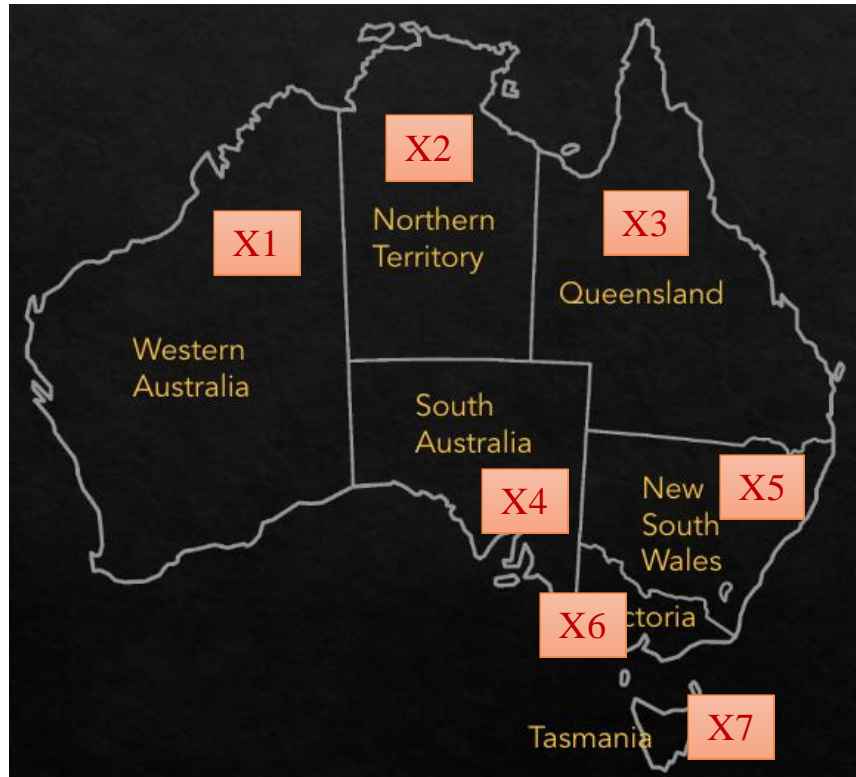 X2
X1
Northern
Territory
X3
Queensland
Western
Australia
South
Australia
X4
New
South
Wales
X5
X6
ctoria
Tasmania
X7